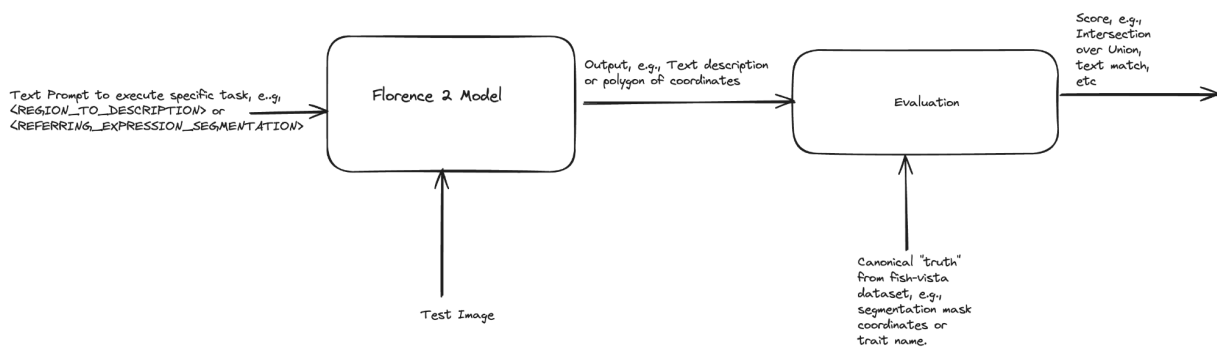 Text Prompt to execute specific task, e..g,
<REGION_TO_DESCRIPTION> or
<REFERRING_EXPRESSION_SEGMENTATION>
Florence 2 Model
Test Image
Output, e.g., Text description
or polygon of coordinates
Evaluation
Canonical "truth"
from fish-vista
dataset, e.g.,
segmentation mask
coordinates or
trait name.
Score, e.g.,
Intersection
over Union,
text match,
etc